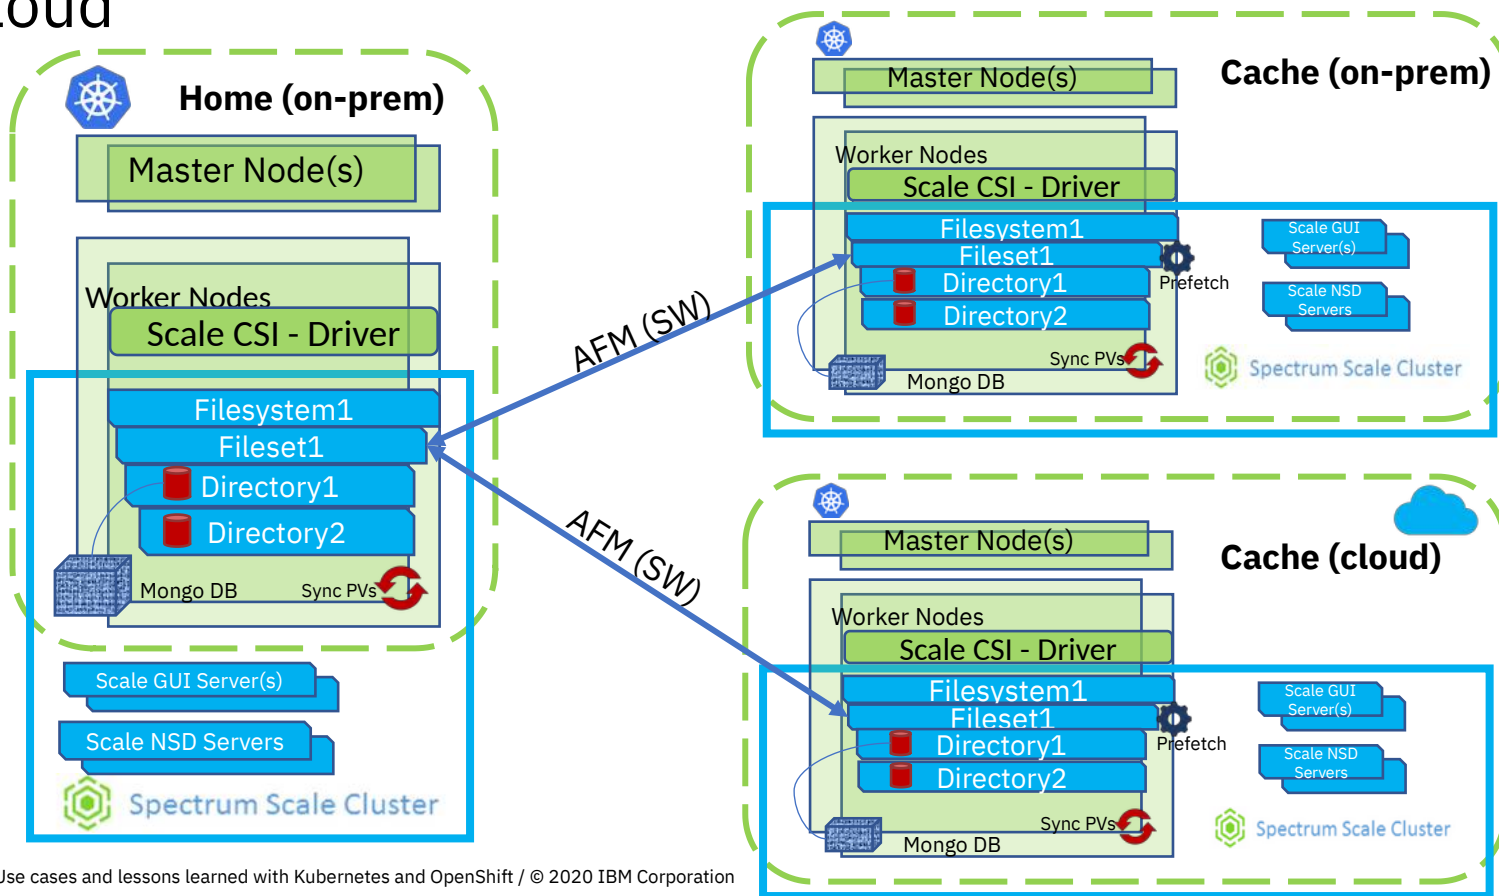 Home (on-prem)
Master Node(s)
Worker Nodes
Scale CSI - Driver
Filesystem1
Fileset1
Directory1
Directory2
Mongo DB
Sync PVs
Scale GUI Server(s)
Scale NSD Servers
Spectrum Scale Cluster
AFM (SW)
AFM (SW)
Cache (on-prem)
Master Node(s)
Worker Nodes
Scale CSI - Driver
Filesystem1
Fileset1
Prefetch
Directory1
Directory2
Sync PVs
Mongo DB
Scale GUI
Server(s)
Scale NSD
Servers
Spectrum Scale Cluster
Cache (cloud)
Master Node(s)
Worker Nodes
Scale CSI - Driver
Filesystem1
Fileset1
Prefetch
Directory1
Directory2
Sync PVs
Mongo DB
Scale GUI
Server(s)
Scale NSD
Servers
Spectrum Scale Cluster
Use cases and lessons learned with Kubernetes and OpenShift / © 2020 IBM Corporation